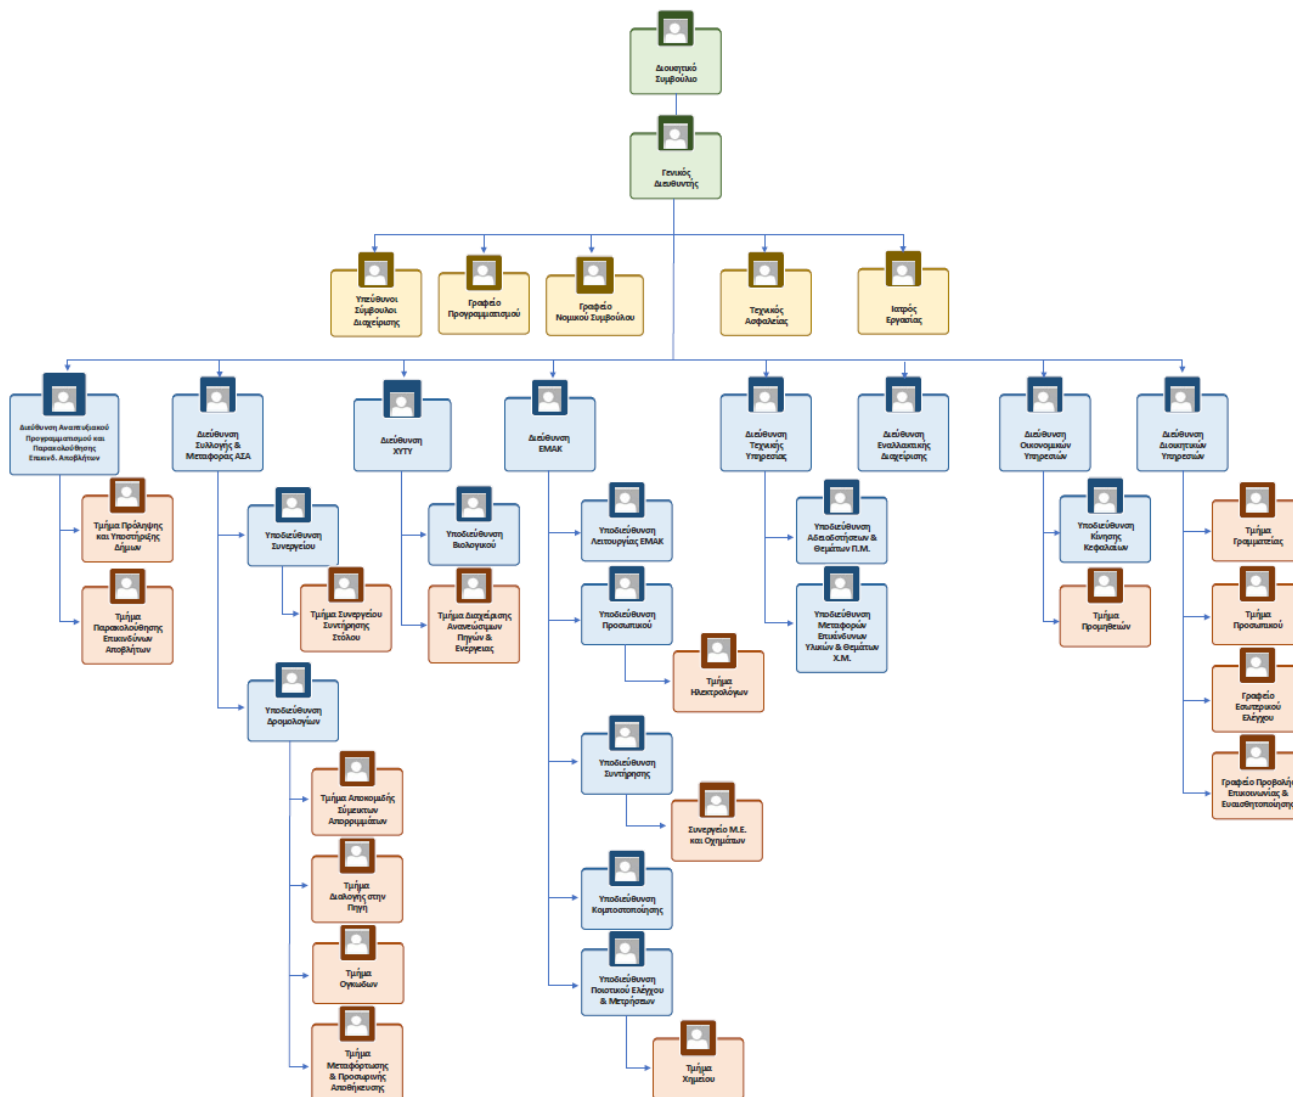 Διοικητικό
Συμβούλιο
Γενικός
Διευθυντής
Υπεύθυνοι
Σύμβουλοι
Διαχείρισης
Γραφείο
Προγραμματισμού
Γραφείο
Νομικού Συμβούλου
Τεχνικός
Ασφαλείας
Ιατρός
Εργασίας
Διεύθυνση Αναπτυξιακού
Προγραμματισμού και
Παρακολούθησης
Επικινδ. Αποβλήτων
Διεύθυνση
Συλλογής &
Μεταφοράς ΑΣΑ
Διεύθυνση
ΧΥΤΥ
Διεύθυνση
ΕΜΑΚ
Διεύθυνση
Τεχνικής
Υπηρεσίας
Διεύθυνση
Εναλλακτικής
Διαχείρισης
Διεύθυνση
Οικονομικών
Υπηρεσιών
Διεύθυνση
Διοικητικών
Υπηρεσιών
Τμήμα Πρόληψης
και Υποστήριξης
Δήμων
Τμήμα
Παρακολούθησης
Επικινδύνων
Αποβλήτων
Υποδιεύθυνση
Συνεργείου
Τμήμα Συνεργείου
Συντήρησης
Στόλου
Υποδιεύθυνση
Δρομολογίων
Τμήμα Αποκομιδής
Σύμεικτων
Απορριμμάτων
Τμήμα
Διαλογής στην
Πηγή
Τμήμα
Ογκωδων
Τμήμα
Μεταφόρτωσης
& Προσωρινής
Αποθήκευσης
Υποδιεύθυνση
Βιολογικού
Τμήμα Διαχείρισης
Ανανεώσιμων
Πηγών &
Ενέργειας
Υποδιεύθυνση
Λειτουργίας ΕΜΑΚ
Υποδιεύθυνση
Προσωπικού
Τμήμα
Ηλεκτρολόγων
Υποδιεύθυνση
Συντήρησης
Συνεργείο Μ.Ε.
και Οχημάτων
Υποδιεύθυνση
Κομποστοποίησης
Υποδιεύθυνση
Ποιοτικού Ελέγχου
& Μετρήσεων
Τμήμα
Χημείου
Υποδιεύθυνση
Αδειοδοτήσεων &
Θεμάτων Π.Μ.
Υποδιεύθυνση
Μεταφορών
Επικίνδυνων
Υλικών & Θεμάτων
Χ.Μ.
Υποδιεύθυνση
Κίνησης
Κεφαλαίων
Τμήμα
Προμηθειών
Τμήμα
Γραμματείας
Τμήμα
Προσωπικού
Γραφείο
Εσωτερικού
Ελέγχου
Γραφείο Προβολής
Επικοινωνίας &
Ευαισθητοποίησης